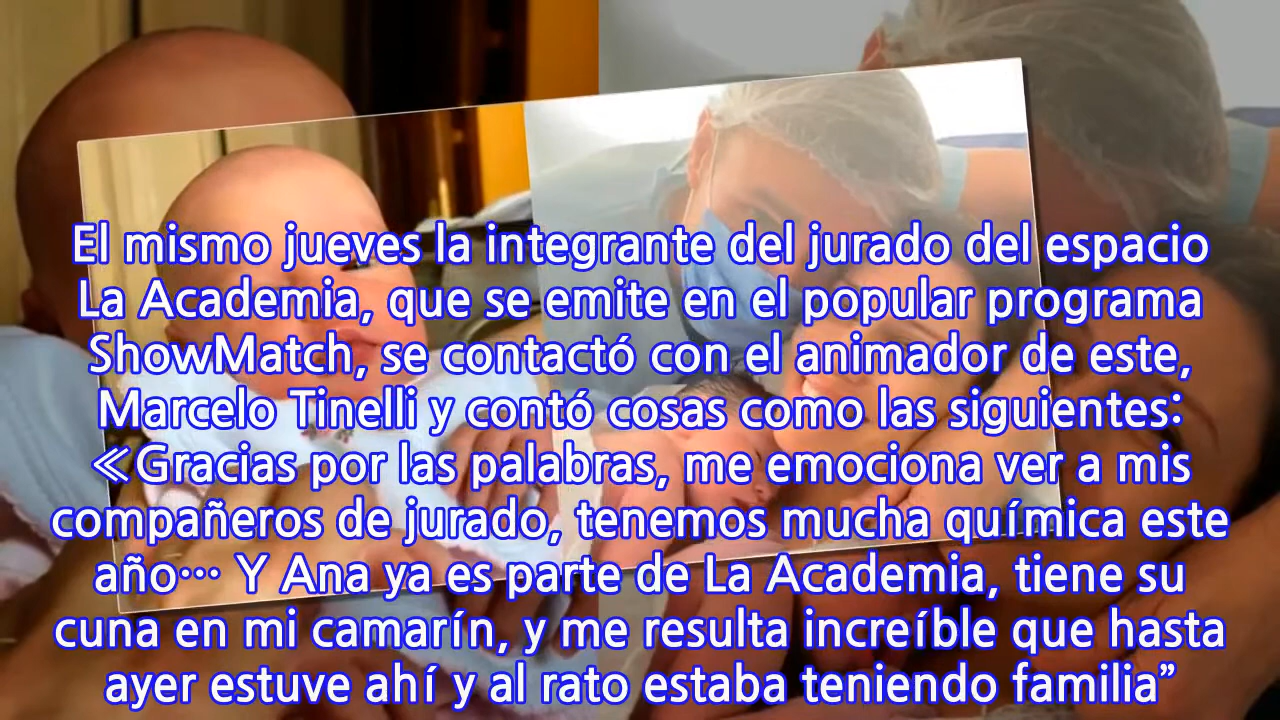 El mismo jueves la integrante del jurado del espacio
La Academia, que se emite en el popular programa
ShowMatch, se contactó con el animador de este,
Marcelo Tinelli y contó cosas como las siguientes:
≪Gracias por las palabras, me emociona ver a mis
compañeros de jurado, tenemos mucha química este
año… Y Ana ya es parte de La Academia, tiene su
cuna en mi camarín, y me resulta increíble que hasta
ayer estuve ahí y al rato estaba teniendo familia”